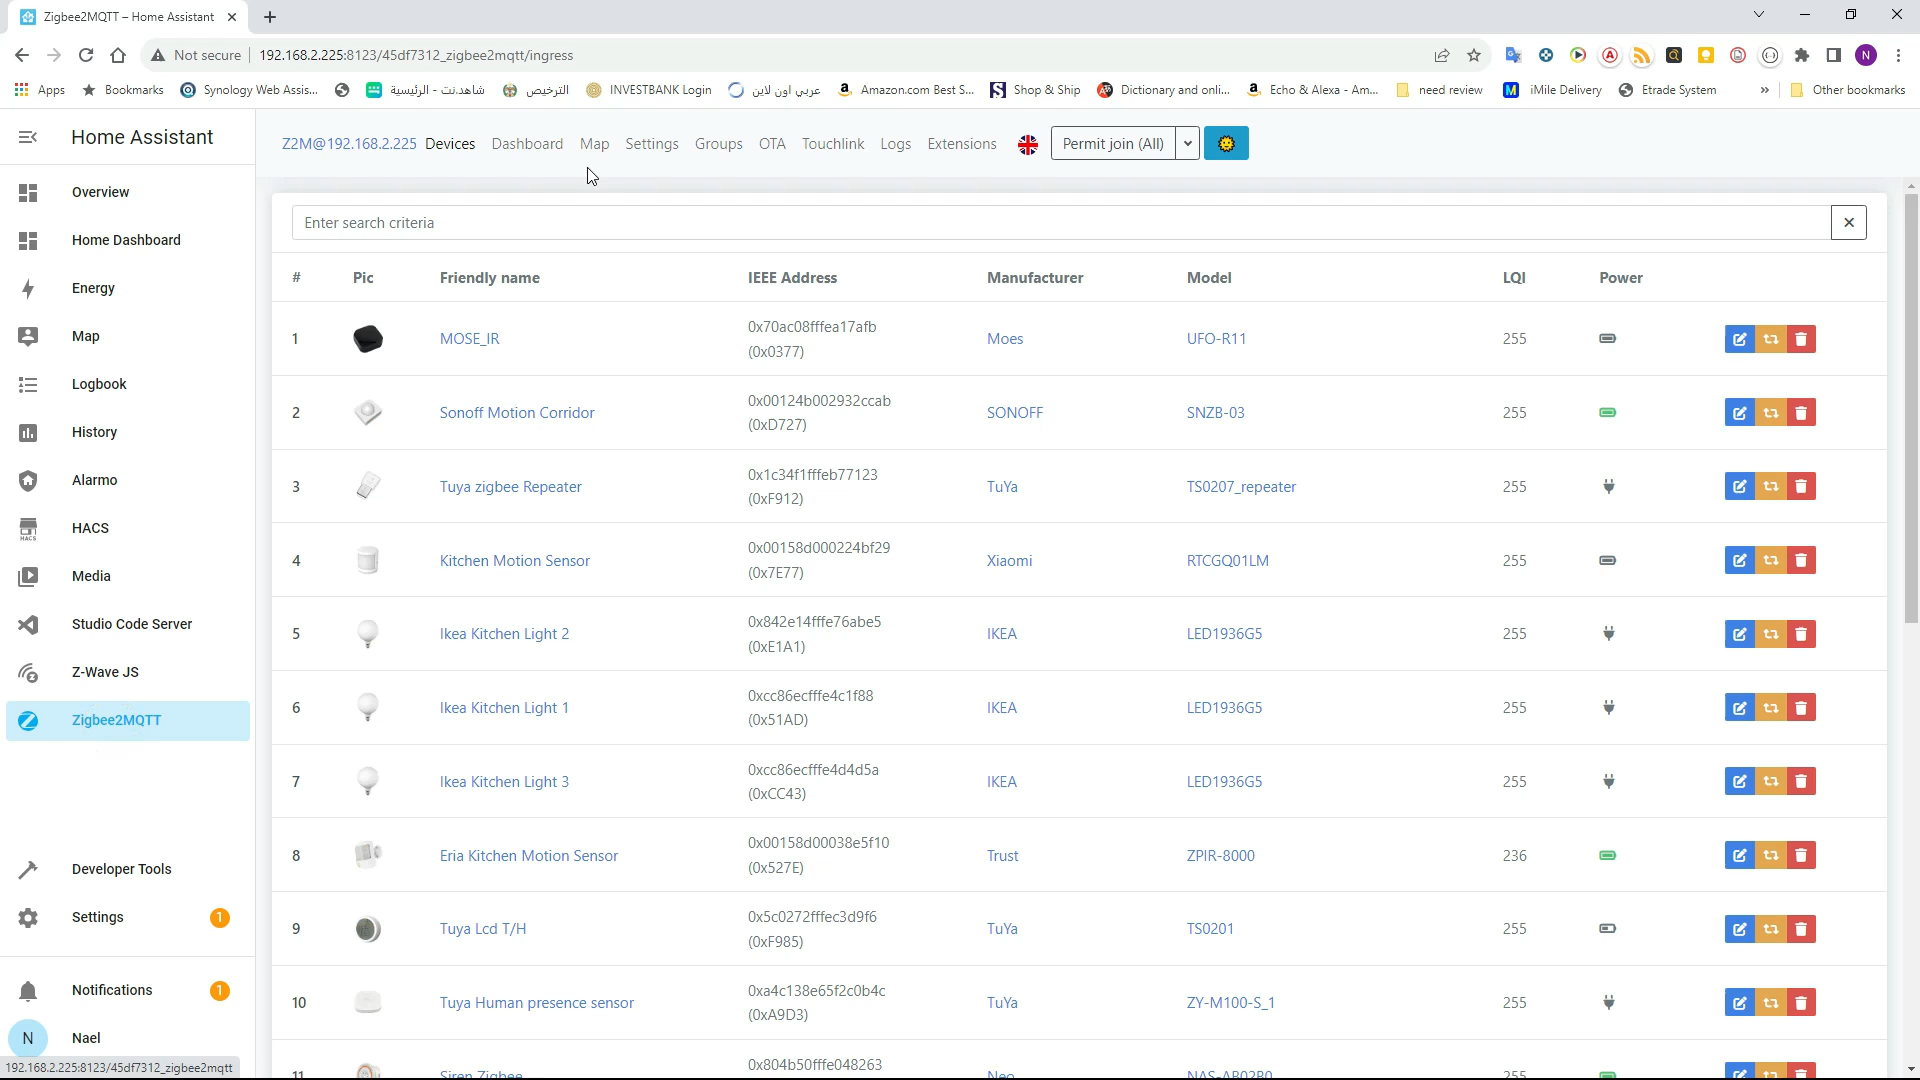 Zigbee2MQTT – Home Assistant
Not secure 192.168.2.225:8123/45df7312_zigbee2mqtt/ingress
Apps Bookmarks Synology Web Assis... شاهد.نت - الرئيسية الترخيص INVESTBANK Login عربي اون لاين Amazon.com Best S... Shop & Ship Dictionary and onli... Echo & Alexa - Am... need review iMile Delivery Etrade System » Other bookmarks
Home Assistant
Overview
Home Dashboard
Energy
Map
Logbook
History
Alarmo
HACS
Media
Studio Code Server
Z-Wave JS
Zigbee2MQTT
Developer Tools
Settings 1
Notifications 1
N Nael
192.168.2.225:8123/45df7312_zigbee2mqtt
Z2M@192.168.2.225 Devices Dashboard Map Settings Groups OTA Touchlink Logs Extensions Permit join (All)
Enter search criteria
# Pic Friendly name IEEE Address Manufacturer Model LQI Power
1 MOSE_IR 0x70ac08fffea17afb (0x0377) Moes UFO-R11 255
2 Sonoff Motion Corridor 0x00124b002932ccab (0xD727) SONOFF SNZB-03 255
3 Tuya zigbee Repeater 0x1c34f1fffeb77123 (0xF912) TuYa TS0207_repeater 255
4 Kitchen Motion Sensor 0x00158d000224bf29 (0x7E77) Xiaomi RTCGQ01LM 255
5 Ikea Kitchen Light 2 0x842e14fffe76abe5 (0xE1A1) IKEA LED1936G5 255
6 Ikea Kitchen Light 1 0xcc86ecfffe4c1f88 (0x51AD) IKEA LED1936G5 255
7 Ikea Kitchen Light 3 0xcc86ecfffe4d4d5a (0xCC43) IKEA LED1936G5 255
8 Eria Kitchen Motion Sensor 0x00158d00038e5f10 (0x527E) Trust ZPIR-8000 236
9 Tuya Lcd T/H 0x5c0272fffec3d9f6 (0xF985) TuYa TS0201 255
10 Tuya Human presence sensor 0xa4c138e65f2c0b4c (0xA9D3) TuYa ZY-M100-S_1 255
11 Siren Zigbee 0x804b50fffe048263 Neo NAS-AB02B0 255